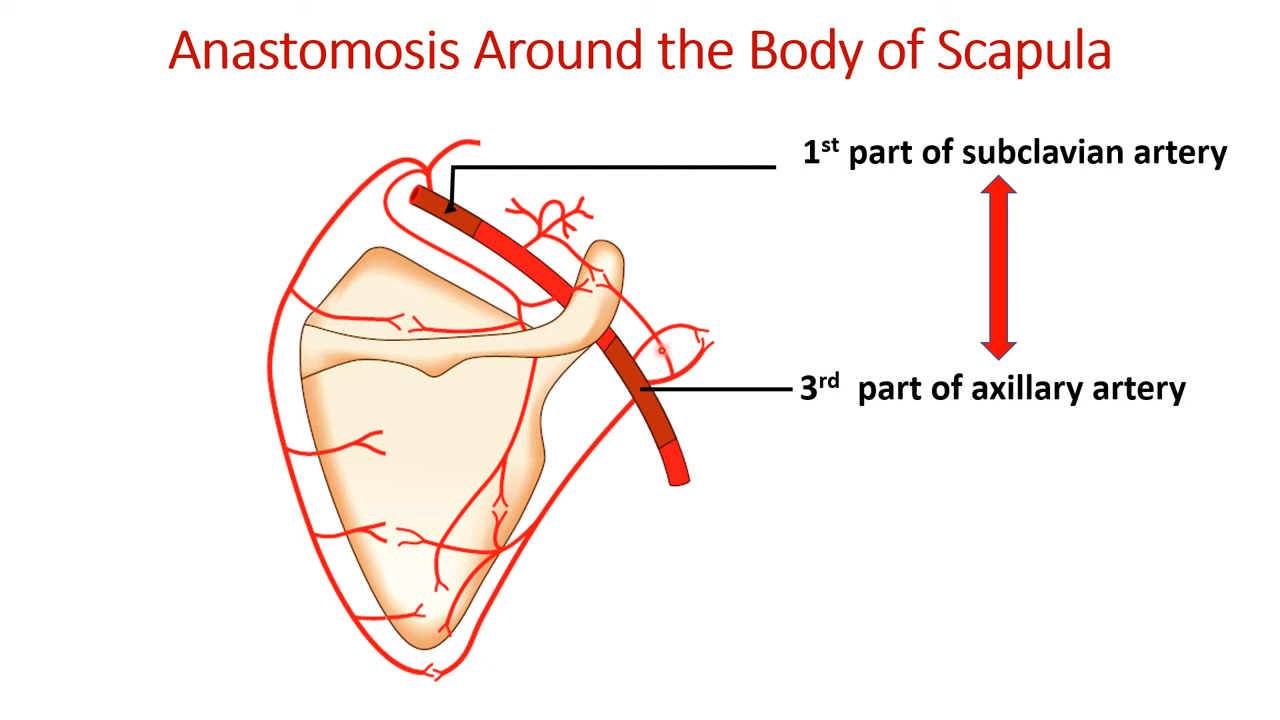 Anastomosis Around the Body of Scapula
1st part of subclavian artery
3rd part of axillary artery